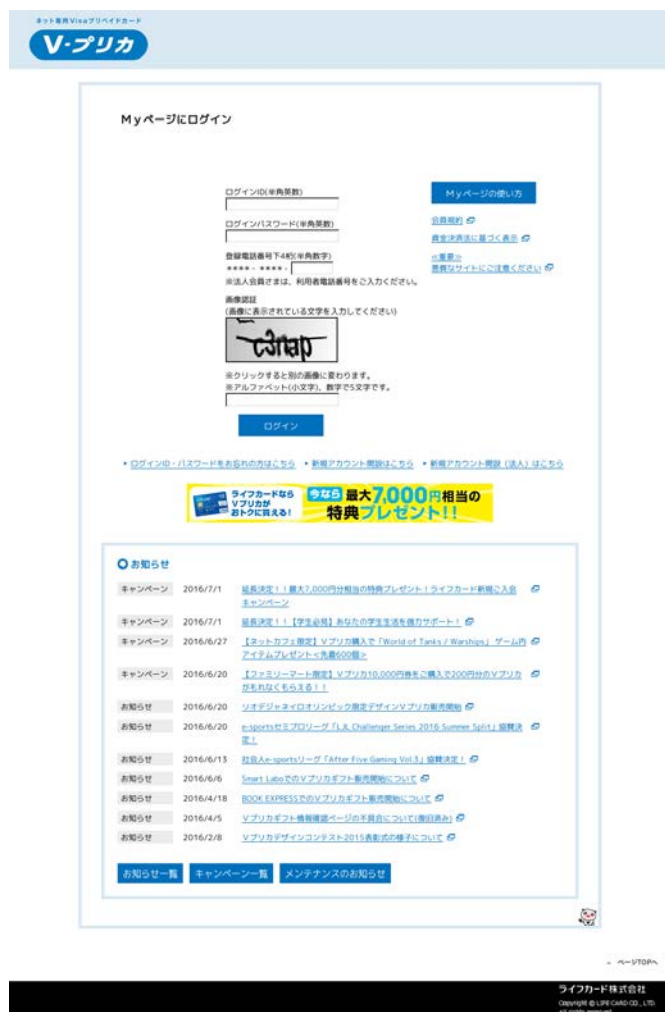 ネット専用Visaプリペイドカード
V・プリカ
Myページにログイン
ログインID(半角英数)
Myページの使い方
ログインパスワード(半角英数)
会員規約
資金決済法に基づく表示
登録電話番号下4桁(半角数字)
**** - **** -
≪重要≫
悪質なサイトにご注意ください
※法人会員さまは、利用者電話番号をご入力ください。
画像認証
(画像に表示されている文字を入力してください)
c3nap
※クリックすると別の画像に変わります。
※アルファベット(小文字)、数字で5文字です。
ログイン
ログインID・パスワードをお忘れの方はこちら 新規アカウント開設はこちら 新規アカウント開設（法人）はこちら
ライフカードなら
Vプリカが
おトクに買える!
今なら 最大7,000円相当の
特典プレゼント!!
お知らせ
キャンペーン 2016/7/1 延長決定！！最大7,000円分相当の特典プレゼント！ライフカード新規ご入会
キャンペーン
キャンペーン 2016/7/1 延長決定！！【学生必見】あなたの学生生活を強力サポート！
キャンペーン 2016/6/27 【ネットカフェ限定】Vプリカ購入で「World of Tanks / Warships」 ゲーム内
アイテムプレゼント＜先着600個＞
キャンペーン 2016/6/20 【ファミリーマート限定】Vプリカ10,000円券をご購入で200円分のVプリカ
がもれなくもらえる！！
お知らせ 2016/6/20 リオデジャネイロオリンピック限定デザインVプリカ販売開始
お知らせ 2016/6/20 e-sportsセミプロリーグ「LJL Challenger Series 2016 Summer Split」協賛決
定！
お知らせ 2016/6/13 社会人e-sportsリーグ「After Five Gaming Vol.3」協賛決定！
お知らせ 2016/6/6 Smart LaboでのVプリカギフト販売開始について
お知らせ 2016/4/18 BOOK EXPRESSでのVプリカギフト販売開始について
お知らせ 2016/4/5 Vプリカギフト情報確認ページの不具合について(復旧済み)
お知らせ 2016/2/8 Vプリカデザインコンテスト2015表彰式の様子について
お知らせ一覧 キャンペーン一覧 メンテナンスのお知らせ
ページTOPへ
ライフカード株式会社
Copyright © LIFE CARD CO., LTD.
All rights reserved.